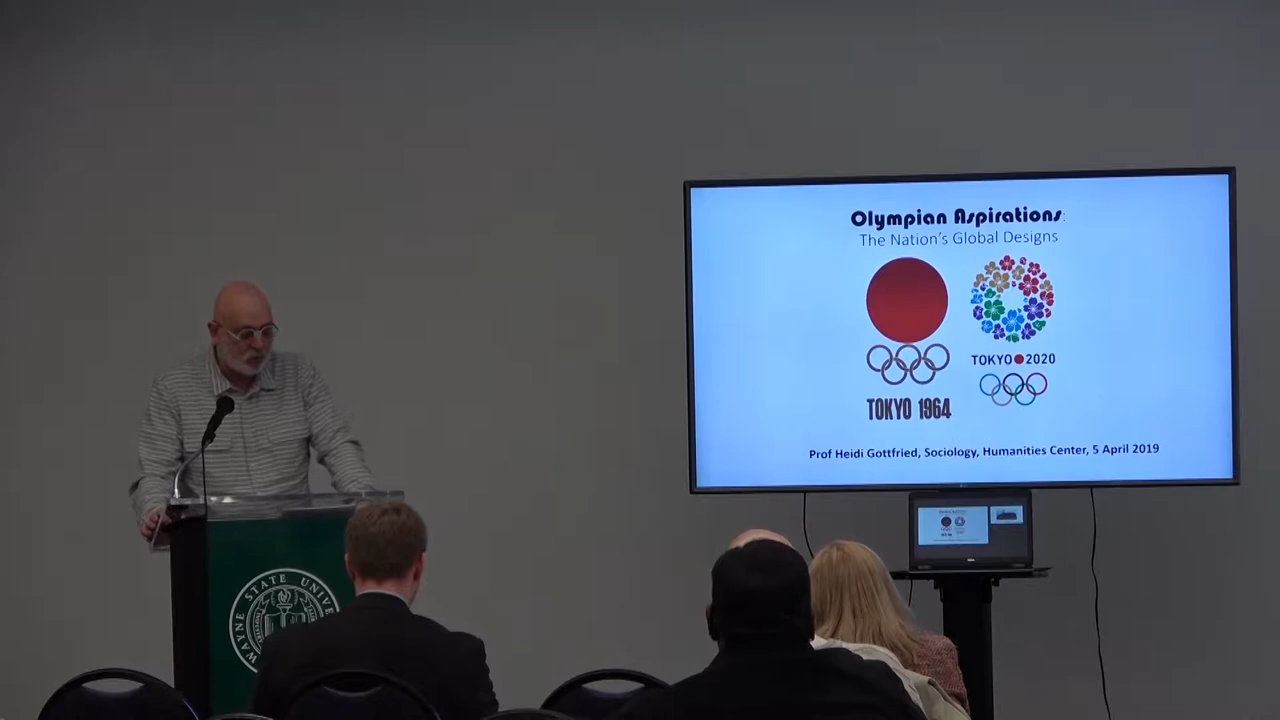 Olympian Aspirations:
The Nation's Global Designs
TOKYO 2020
TOKYO 1964
Prof Heidi Gottfried, Sociology, Humanities Center, 5 April 2019
WAYNE STATE UNIVE